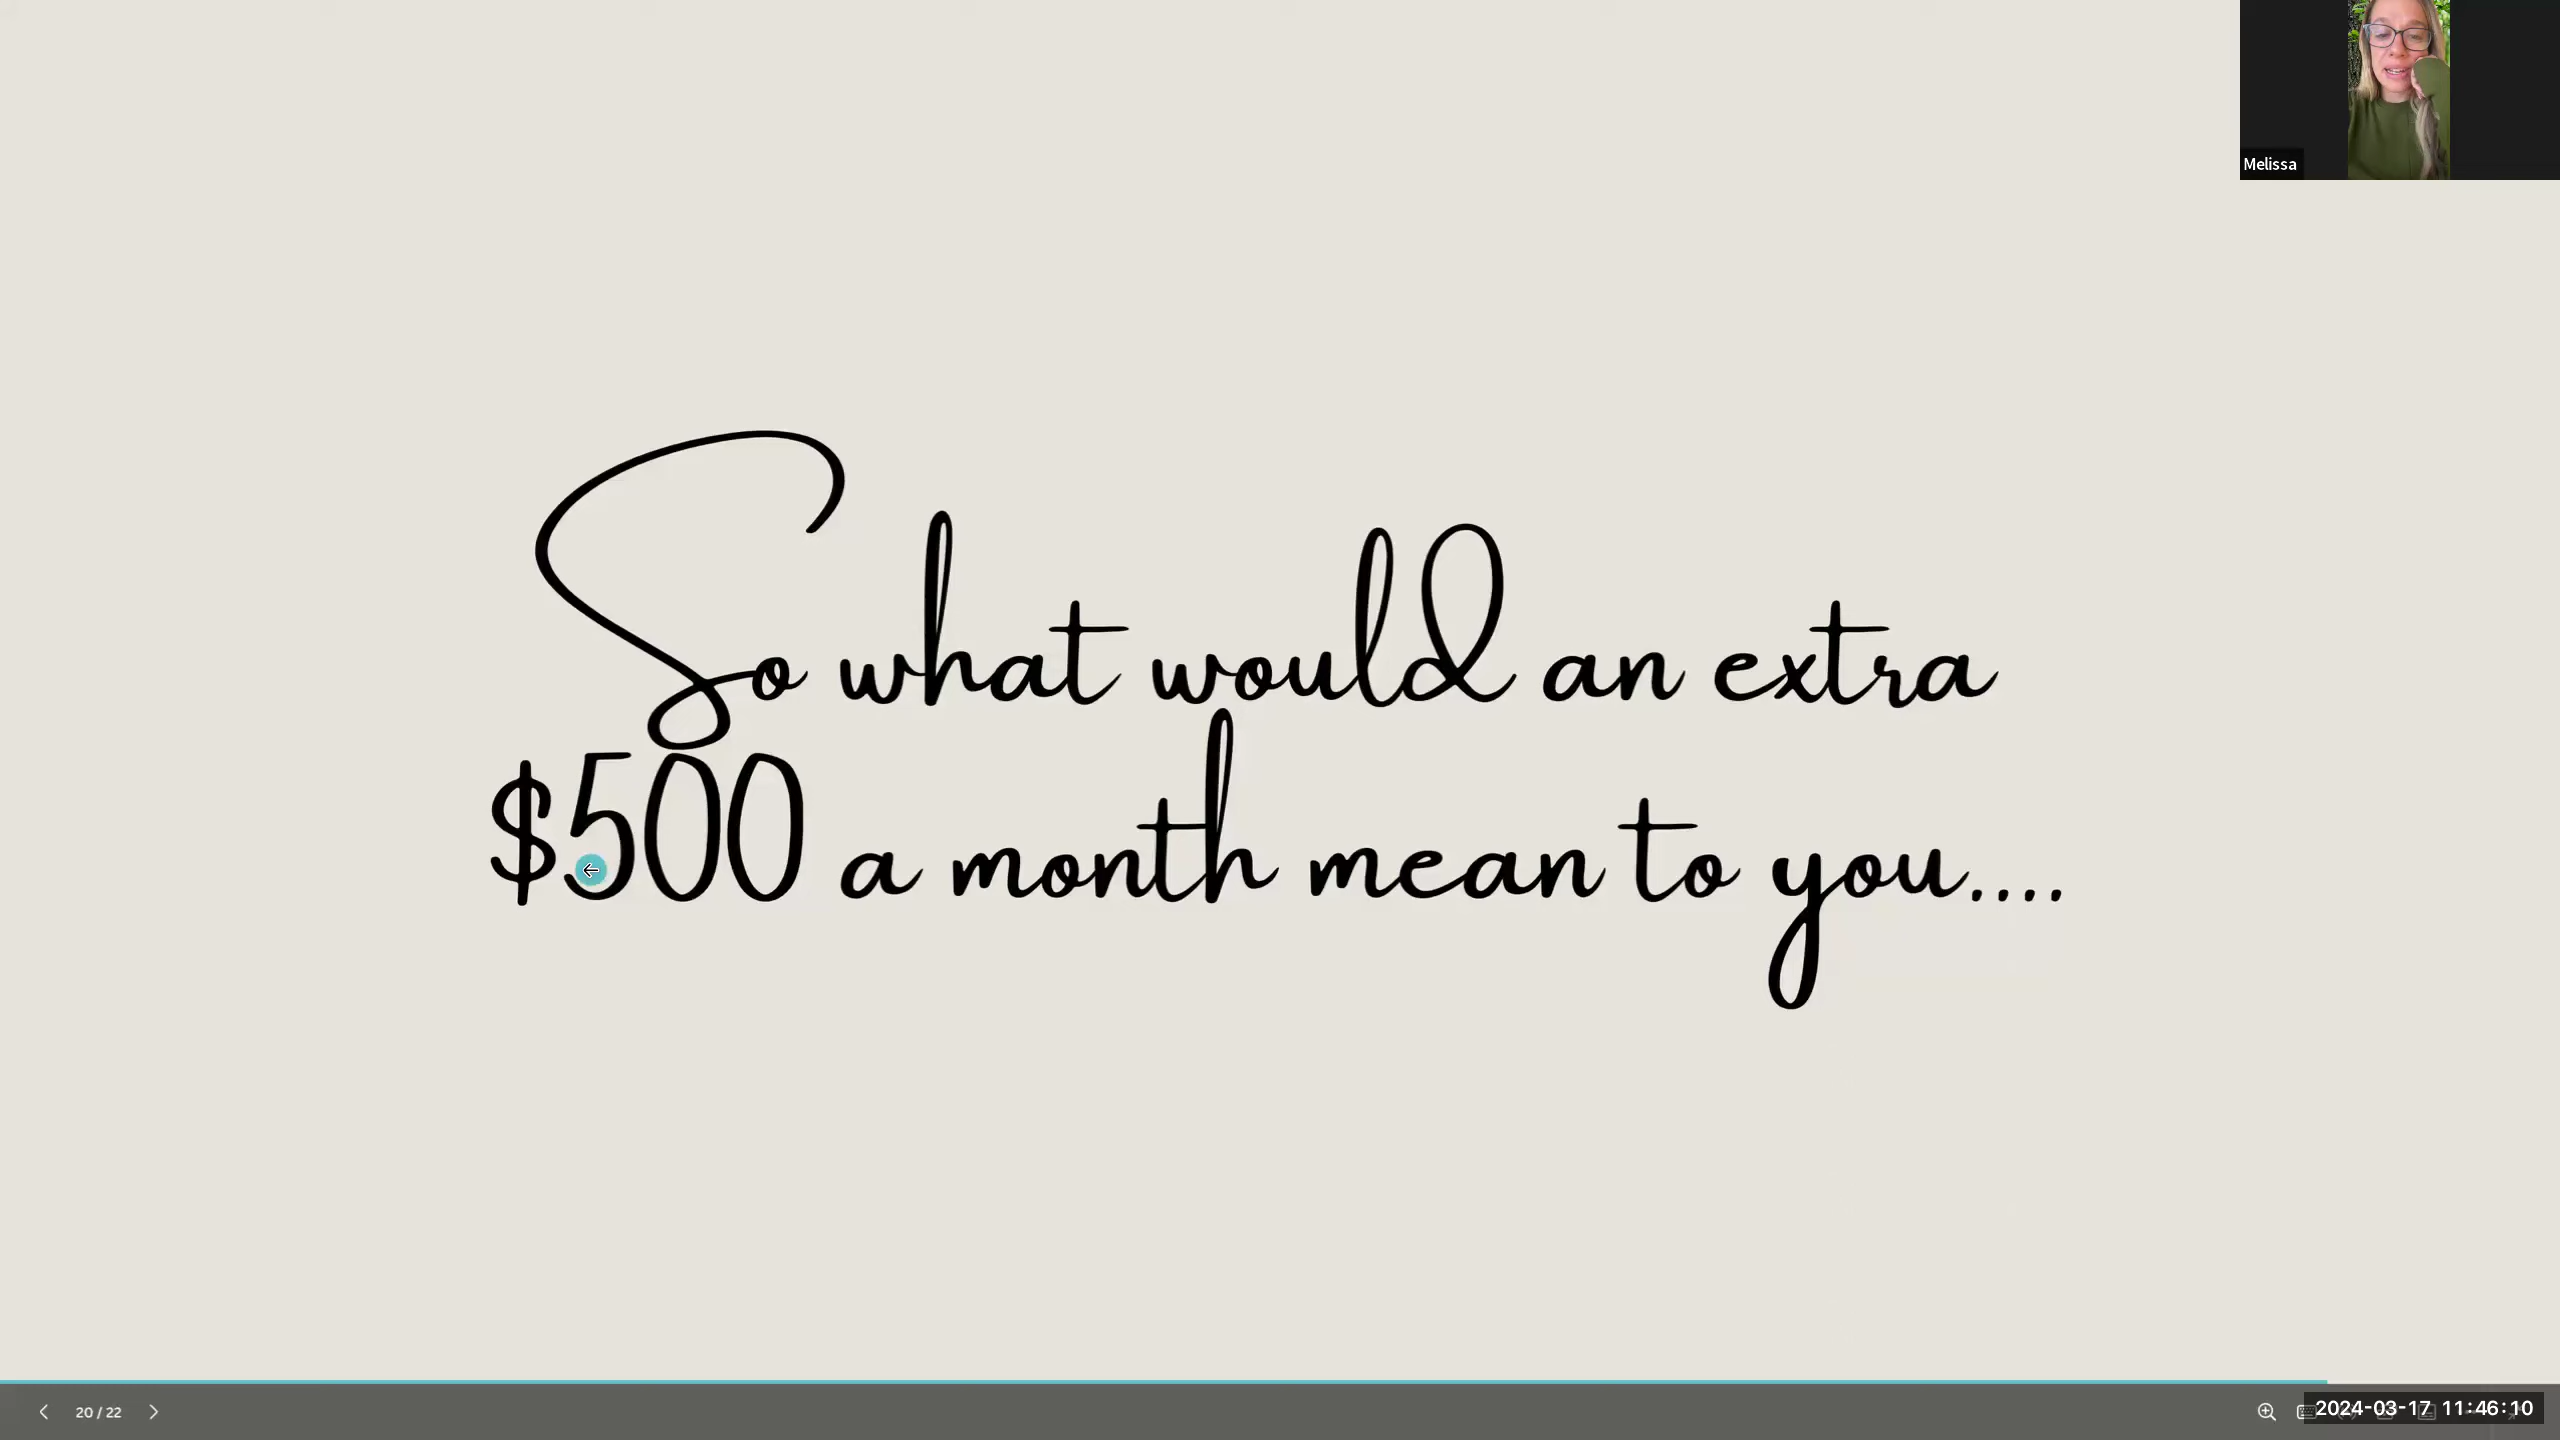 Melissa
So what would an extra
$500 a month mean to you....
20 / 22
2024-03-17 11:46:10